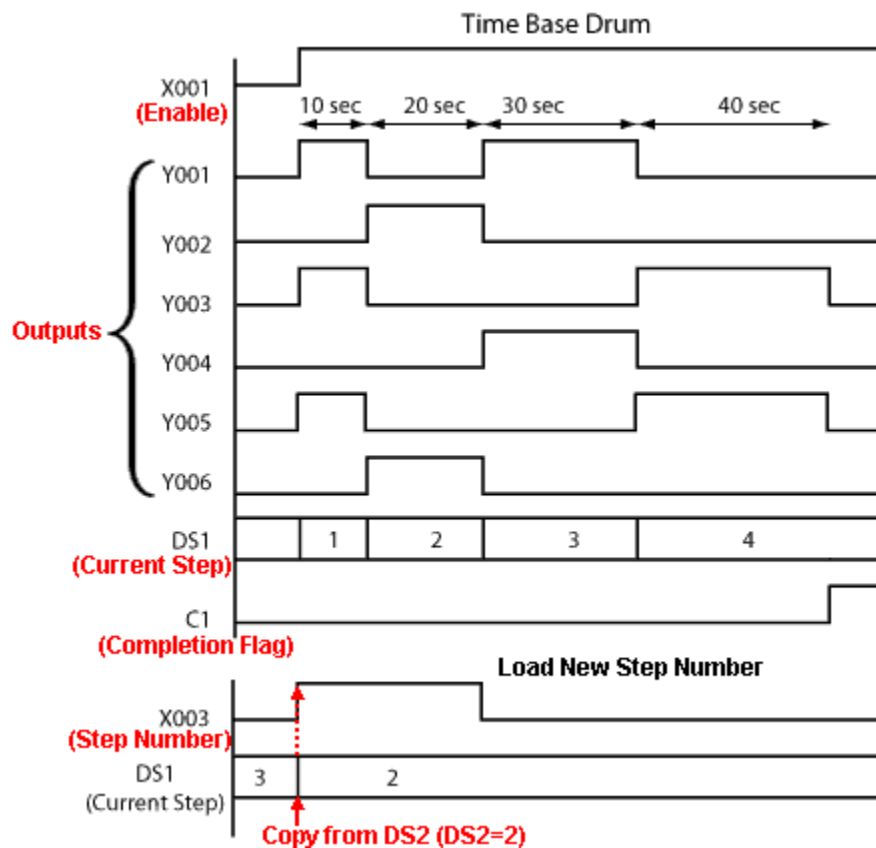 Time Base Drum
X001
(Enable)
10 sec 20 sec 30 sec 40 sec
Y001
Y002
Y003
Outputs
Y004
Y005
Y006
DS1 1 2 3 4
(Current Step)
C1
(Completion Flag)
Load New Step Number
X003
(Step Number)
DS1 3 2
(Current Step)
Copy from DS2 (DS2=2)